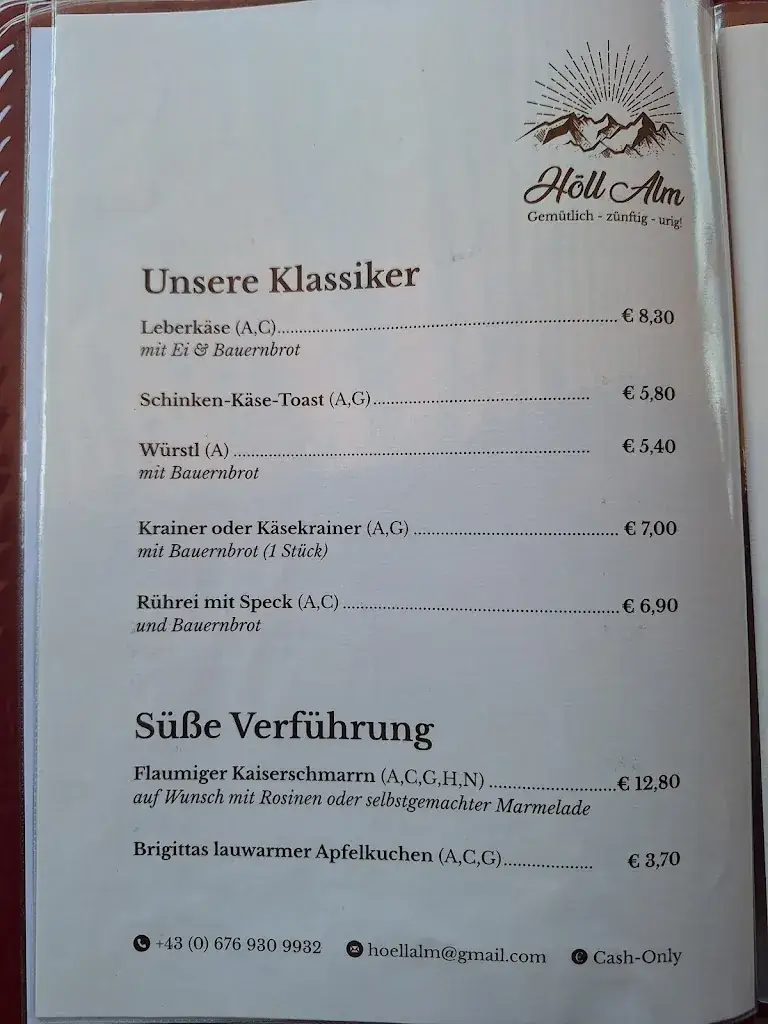 Höll Alm
Gemütlich - zünftig - urig!
Unsere Klassiker
Leberkäse (A,C)........................................................................ € 8,30
mit Ei & Bauernbrot
Schinken-Käse-Toast (A,G)............................................. € 5,80
Würstl (A) ........................................................................ € 5,40
mit Bauernbrot
Krainer oder Käsekrainer (A,G) .......................................... € 7,00
mit Bauernbrot (1 Stück)
Rührei mit Speck (A,C) ......................................................... € 6,90
und Bauernbrot
Süße Verführung
Flaumiger Kaiserschmarrn (A,C,G,H,N) ..........................€ 12,80
auf Wunsch mit Rosinen oder selbstgemachter Marmelade
Brigittas lauwarmer Apfelkuchen (A,C,G)................... € 3,70
+43 (0) 676 930 9932 hoellalm@gmail.com € Cash-Only